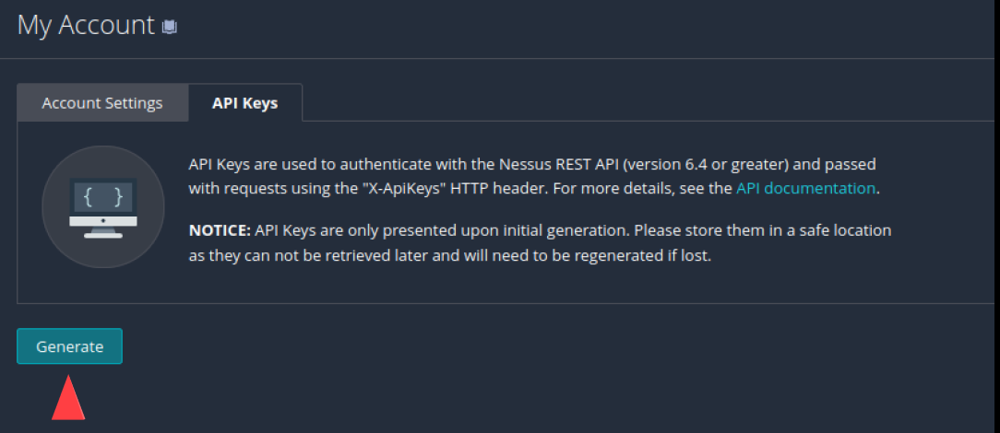 My Account
Account Settings
API Keys
{ }
API Keys are used to authenticate with the Nessus REST API (version 6.4 or greater) and passed
with requests using the "X-ApiKeys" HTTP header. For more details, see the API documentation.
NOTICE: API Keys are only presented upon initial generation. Please store them in a safe location
as they can not be retrieved later and will need to be regenerated if lost.
Generate